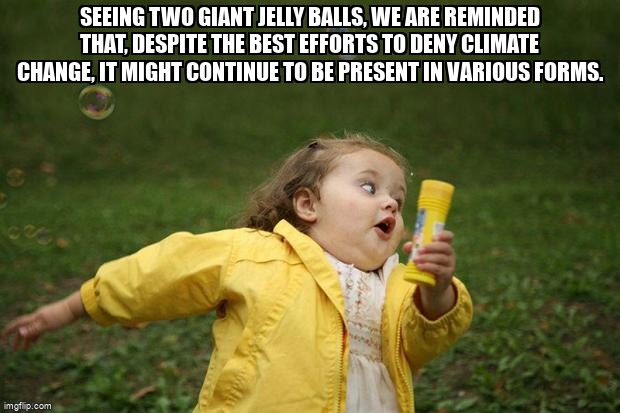 SEEING TWO GIANT JELLY BALLS, WE ARE REMINDED
THAT, DESPITE THE BEST EFFORTS TO DENY CLIMATE
CHANGE, IT MIGHT CONTINUE TO BE PRESENT IN VARIOUS FORMS.
imgflip.com